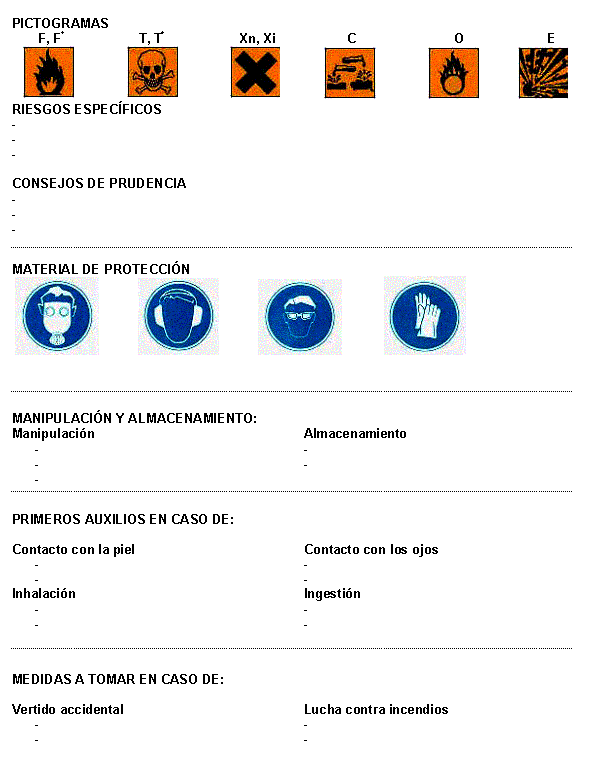 PICTOGRAMAS
F, F+ T, T+ Xn, Xi C O E
RIESGOS ESPECÍFICOS
-
-
-
CONSEJOS DE PRUDENCIA
-
-
-
MATERIAL DE PROTECCIÓN
MANIPULACIÓN Y ALMACENAMIENTO:
Manipulación Almacenamiento
- -
- -
-
PRIMEROS AUXILIOS EN CASO DE:
Contacto con la piel Contacto con los ojos
- -
- -
Inhalación Ingestión
- -
- -
MEDIDAS A TOMAR EN CASO DE:
Vertido accidental Lucha contra incendios
- -
- -